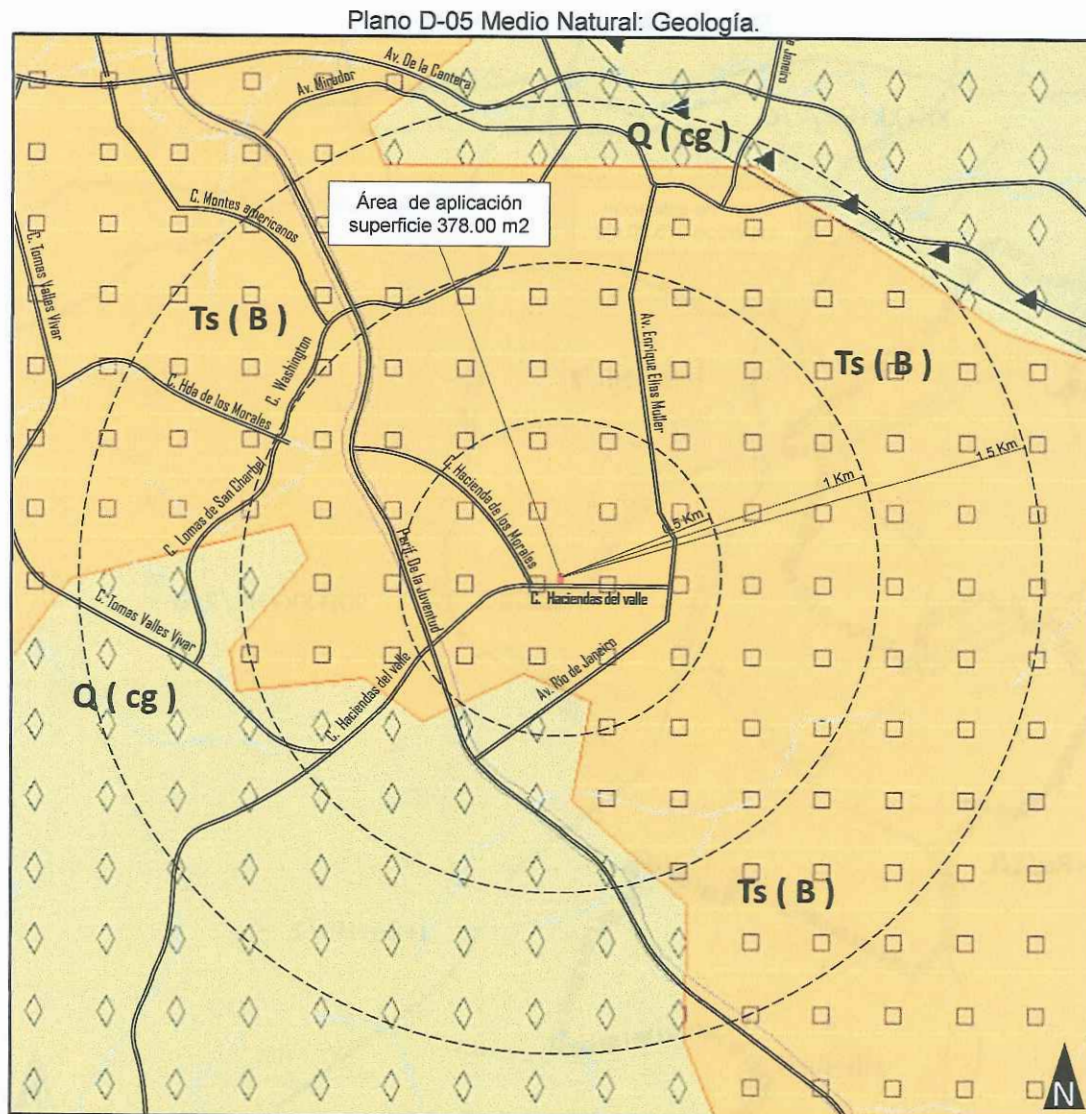 Plano D-05 Medio Natural: Geología.
Av. De la Cantera
Av. Mirador
e Janeiro
Q ( cg )
Área de aplicación
superficie 378.00 m2
C. Montes americanos
C. Tomas Valles Vivar
Ts ( B )
C. Washington
Av. Enrique Elias Muller
Ts ( B )
C. Hda de los Morales
C. Lomas de San Charbel
C. Hacienda de los Morales
1.5 Km
1 Km
.5 Km
Perif. De la Juventud
C. Haciendas del valle
C. Tomas Valles Vivar
Av. Río de Janeiro
Q ( cg )
C. Haciendas del valle
Ts ( B )
N